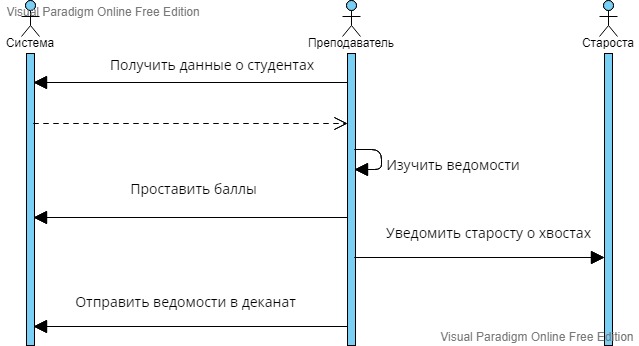 Visual Paradigm Online Free Edition
Система
Преподаватель
Староста
Получить данные о студентах
Изучить ведомости
Проставить баллы
Уведомить старосту о хвостах
Отправить ведомости в деканат
Visual Paradigm Online Free Edition